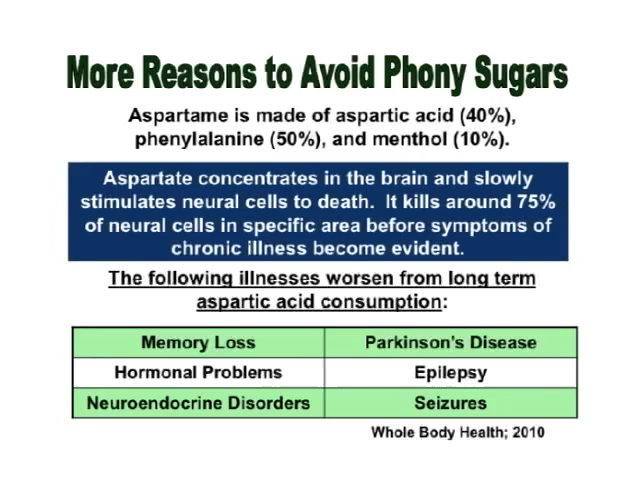 More Reasons to Avoid Phony Sugars
Aspartame is made of aspartic acid (40%),
phenylalanine (50%), and menthol (10%).
Aspartate concentrates in the brain and slowly
stimulates neural cells to death. It kills around 75%
of neural cells in specific area before symptoms of
chronic illness become evident.
The following illnesses worsen from long term
aspartic acid consumption:
Memory Loss Parkinson's Disease
Hormonal Problems Epilepsy
Neuroendocrine Disorders Seizures
Whole Body Health; 2010